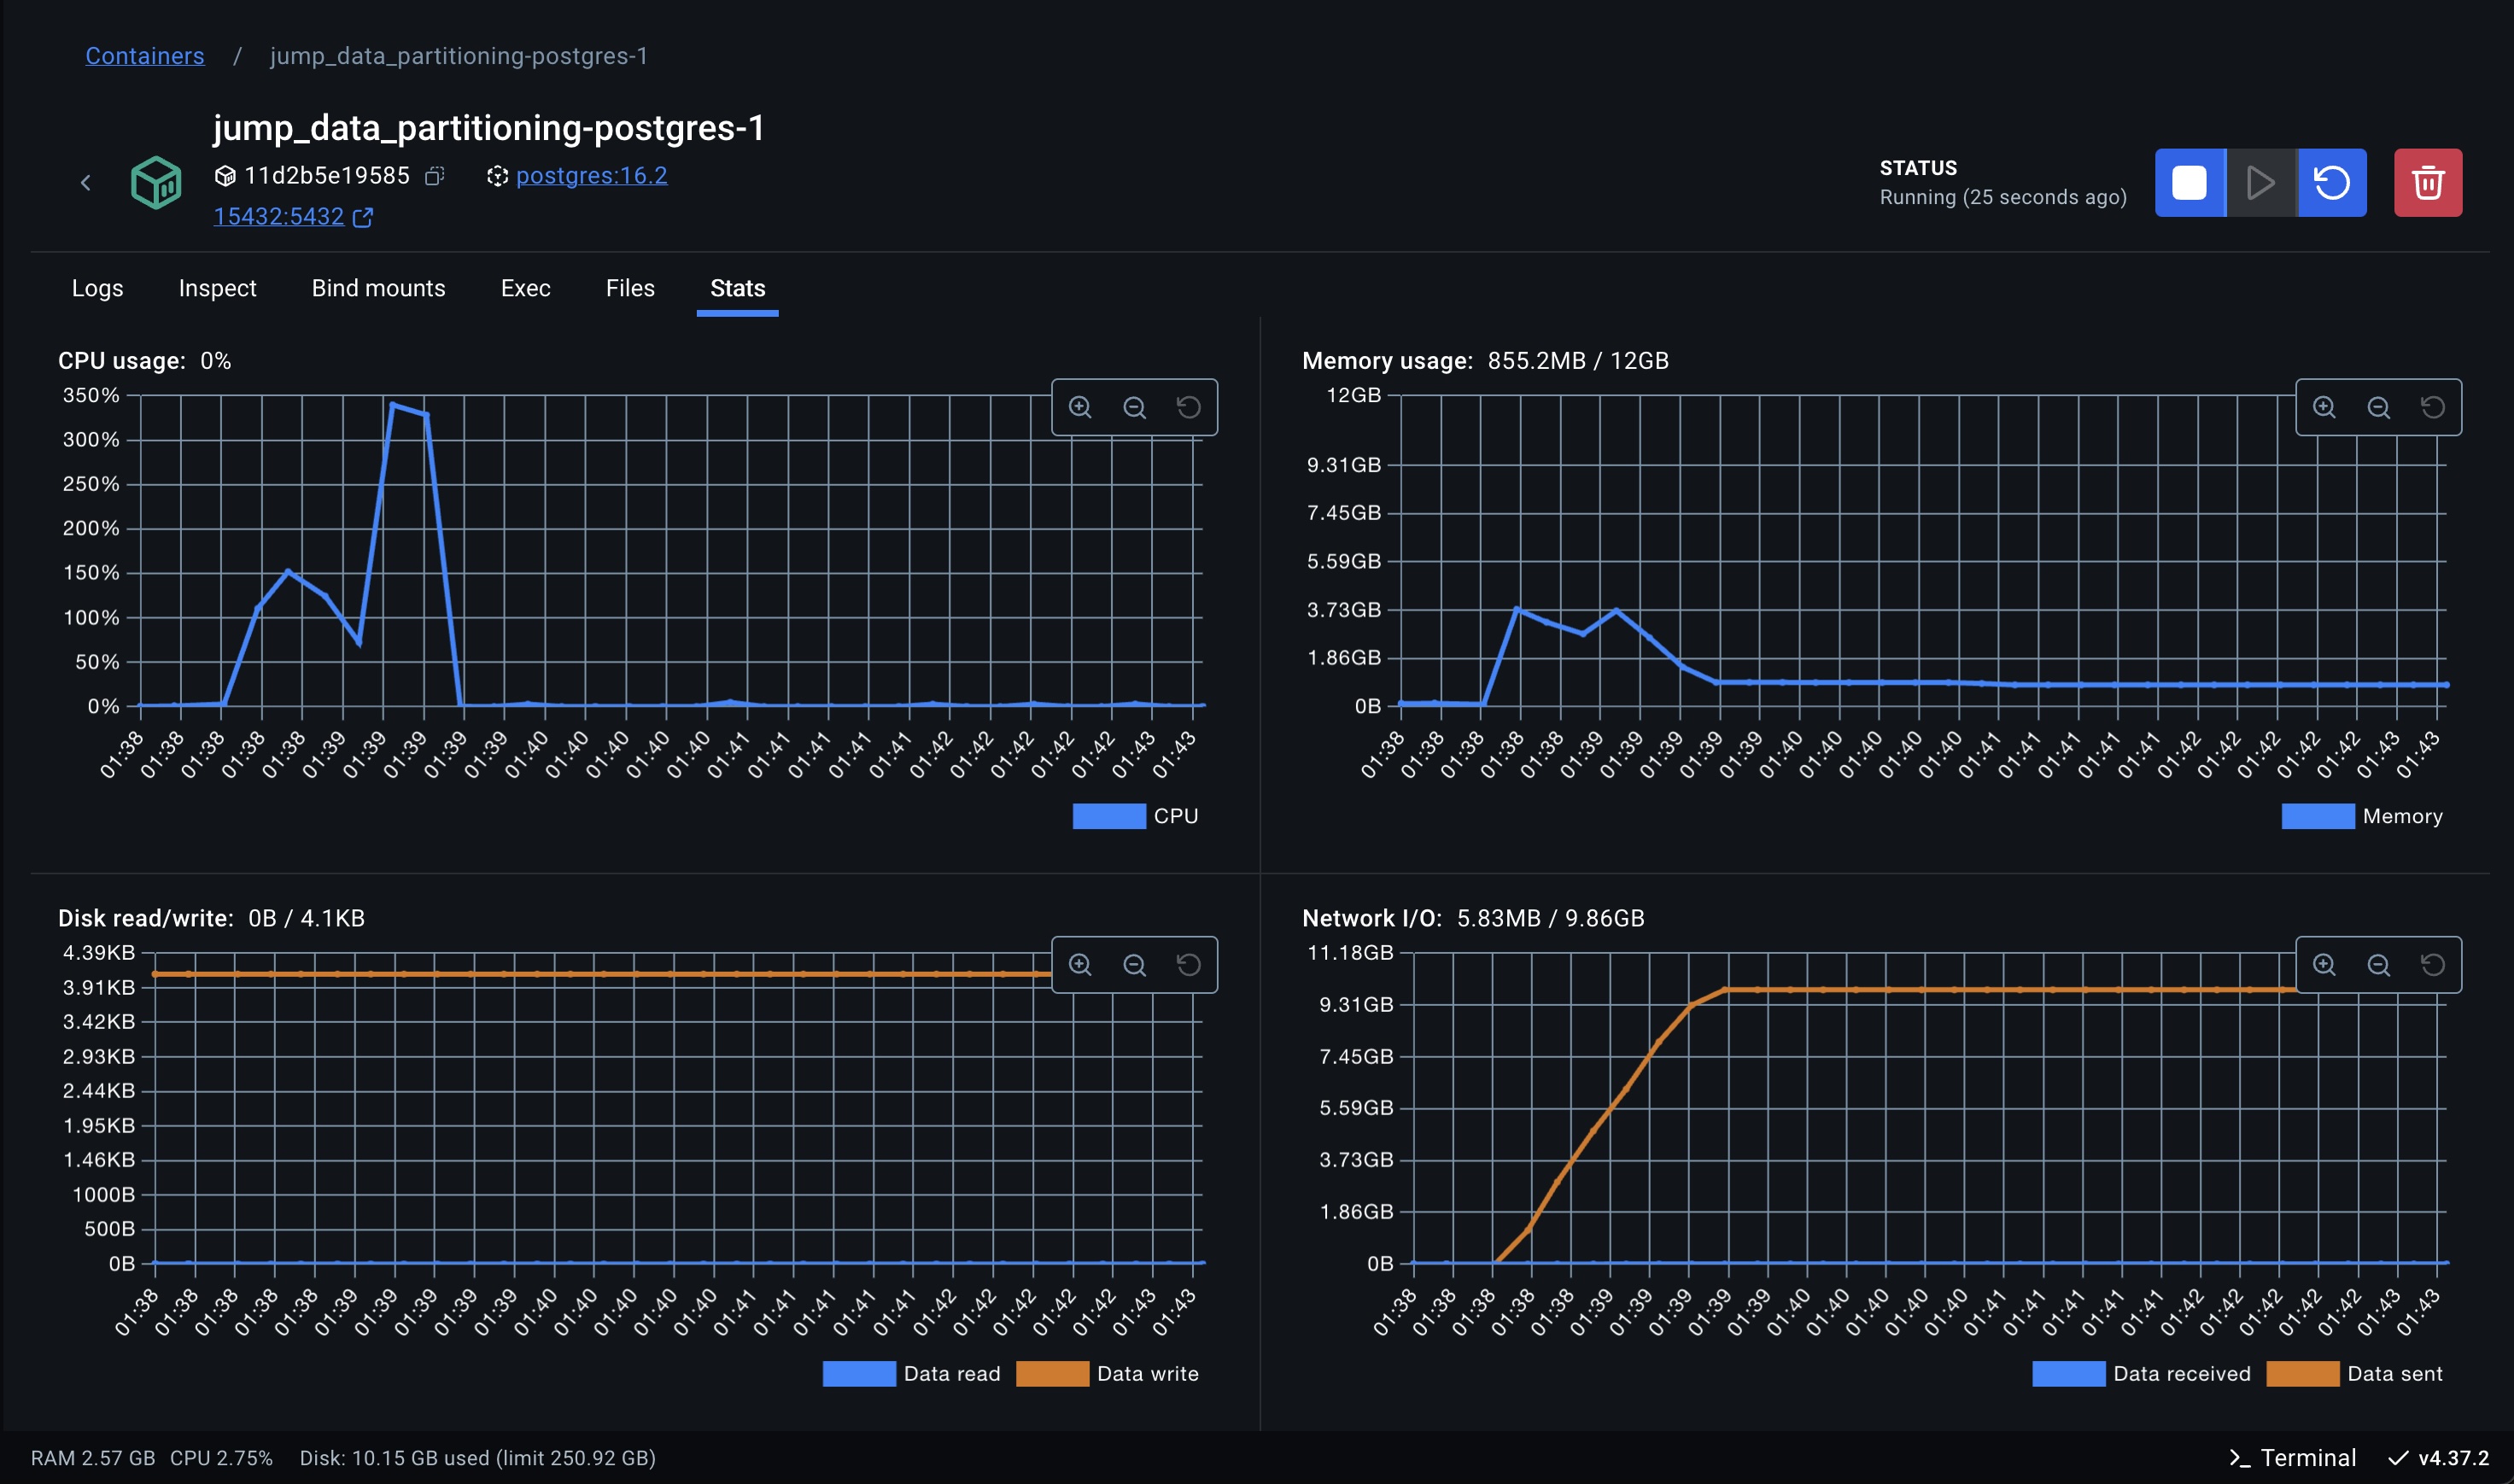 Containers / jump_data_partitioning-postgres-1
jump_data_partitioning-postgres-1
11d2b5e19585 postgres:16.2
15432:5432
STATUS
Running (25 seconds ago)
Logs Inspect Bind mounts Exec Files Stats
CPU usage: 0%
350%
300%
250%
200%
150%
100%
50%
0%
01:38 01:38 01:38 01:38 01:38 01:39 01:39 01:39 01:39 01:39 01:40 01:40 01:40 01:40 01:40 01:41 01:41 01:41 01:41 01:41 01:42 01:42 01:42 01:42 01:42 01:43 01:43
CPU
Memory usage: 855.2MB / 12GB
12GB
9.31GB
7.45GB
5.59GB
3.73GB
1.86GB
0B
01:38 01:38 01:38 01:38 01:38 01:39 01:39 01:39 01:39 01:39 01:40 01:40 01:40 01:40 01:41 01:41 01:41 01:41 01:41 01:42 01:42 01:42 01:42 01:42 01:43 01:43
Memory
Disk read/write: 0B / 4.1KB
4.39KB
3.91KB
3.42KB
2.93KB
2.44KB
1.95KB
1.46KB
1000B
500B
0B
01:38 01:38 01:38 01:38 01:38 01:39 01:39 01:39 01:39 01:39 01:40 01:40 01:40 01:40 01:40 01:41 01:41 01:41 01:41 01:41 01:42 01:42 01:42 01:42 01:42 01:43 01:43
Data read Data write
Network I/O: 5.83MB / 9.86GB
11.18GB
9.31GB
7.45GB
5.59GB
3.73GB
1.86GB
0B
01:38 01:38 01:38 01:38 01:38 01:39 01:39 01:39 01:39 01:39 01:40 01:40 01:40 01:40 01:40 01:41 01:41 01:41 01:41 01:41 01:42 01:42 01:42 01:42 01:42 01:43 01:43
Data received Data sent
RAM 2.57 GB CPU 2.75% Disk: 10.15 GB used (limit 250.92 GB)
Terminal v4.37.2